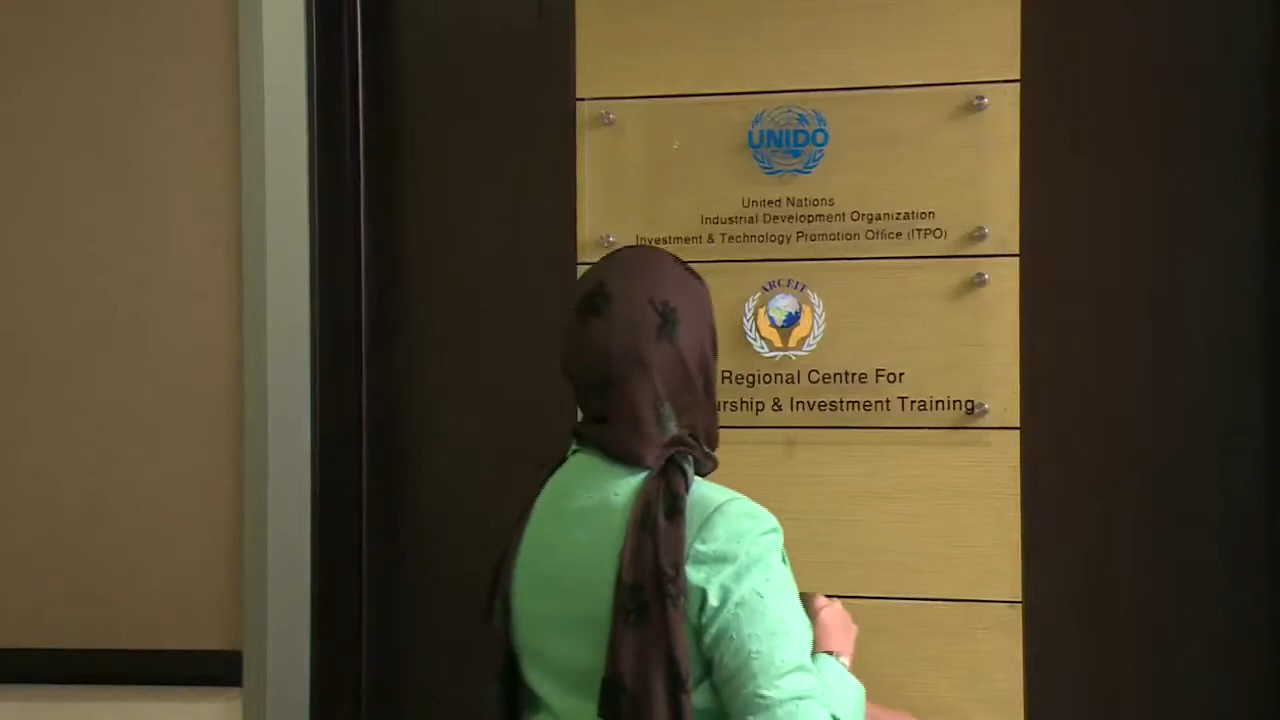 UNIDO
United Nations
Industrial Development Organization
Investment & Technology Promotion Office (ITPO)
ARCEIT
Regional Centre For
urship & Investment Training